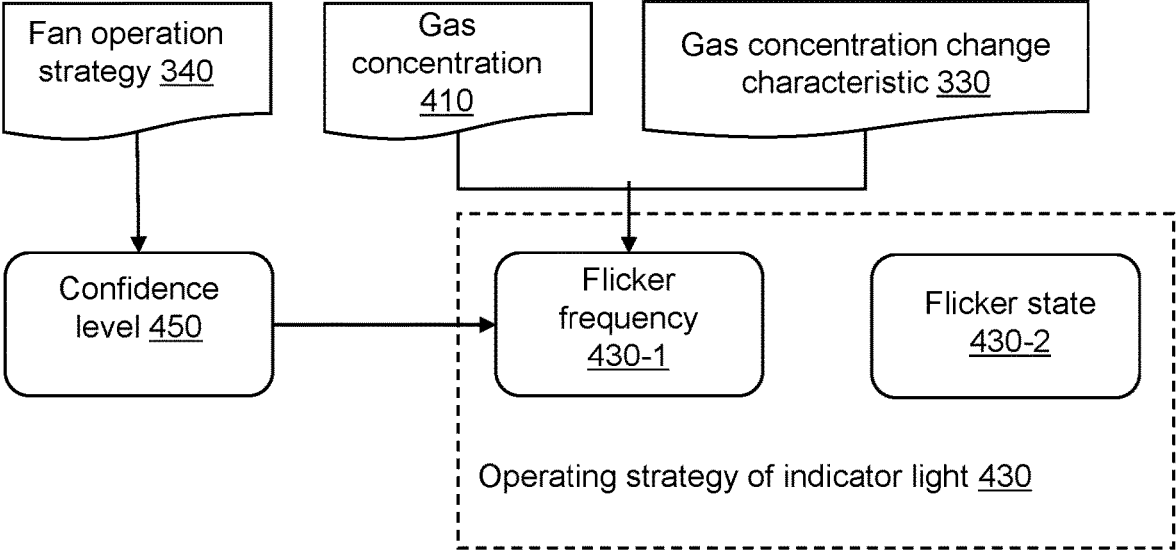 Fan operation
strategy 340
Gas
concentration
410
Gas concentration change
characteristic 330
Confidence
level 450
Flicker
frequency
430-1
Flicker state
430-2
Operating strategy of indicator light 430